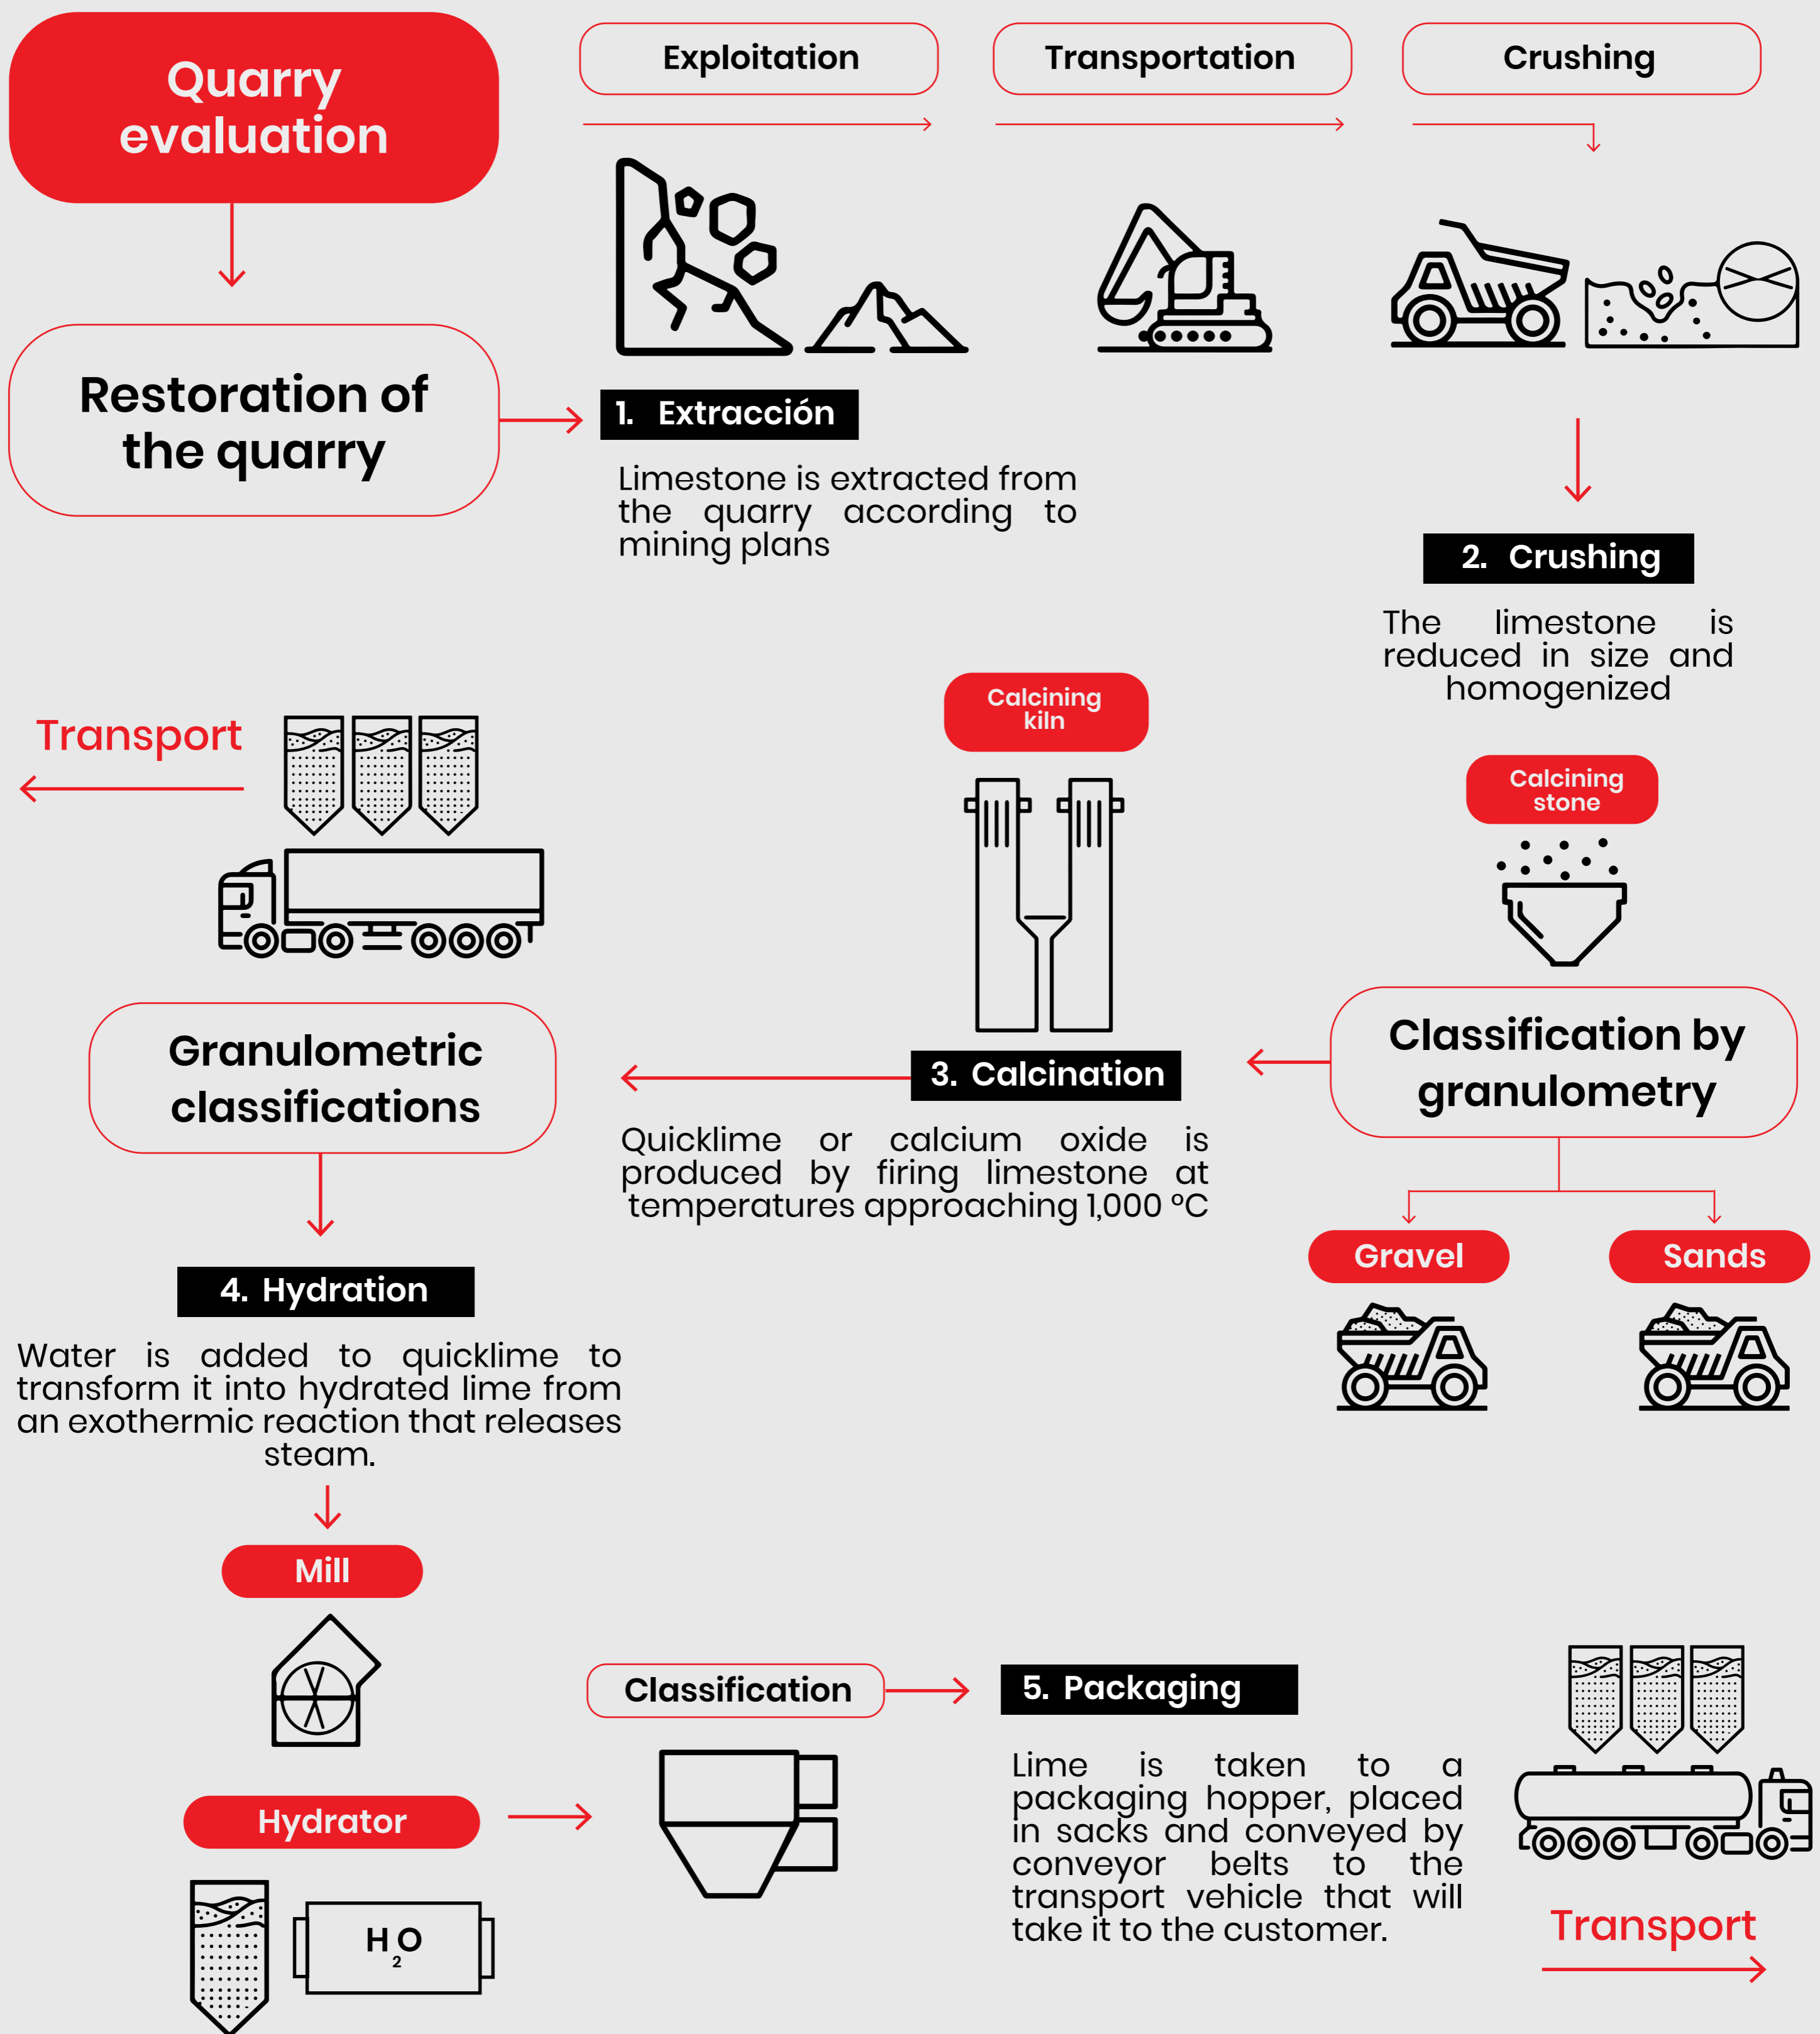 Quarry
evaluation
Exploitation
Transportation
Crushing
Restoration of
the quarry
1. Extracción
Limestone is extracted from
the quarry according to
mining plans
2. Crushing
The limestone is
reduced in size and
homogenized
Calcining
stone
Classification by
granulometry
Gravel
Sands
Calcining
kiln
3. Calcination
Quicklime or calcium oxide is
produced by firing limestone at
temperatures approaching 1,000 °C
Transport
Granulometric
classifications
4. Hydration
Water is added to quicklime to
transform it into hydrated lime from
an exothermic reaction that releases
steam.
Mill
Hydrator
H2O
Classification
5. Packaging
Lime is taken to a
packaging hopper, placed
in sacks and conveyed by
conveyor belts to the
transport vehicle that will
take it to the customer.
Transport